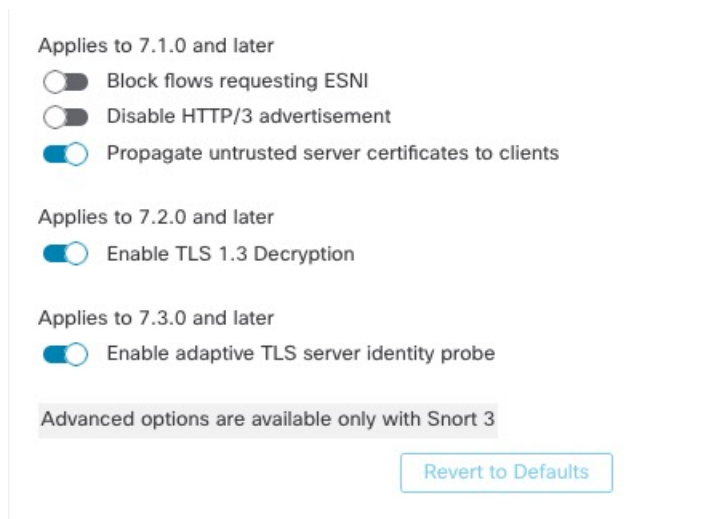 Applies to 7.1.0 and later
Block flows requesting ESNI
Disable HTTP/3 advertisement
Propagate untrusted server certificates to clients
Applies to 7.2.0 and later
Enable TLS 1.3 Decryption
Applies to 7.3.0 and later
Enable adaptive TLS server identity probe
Advanced options are available only with Snort 3
Revert to Defaults